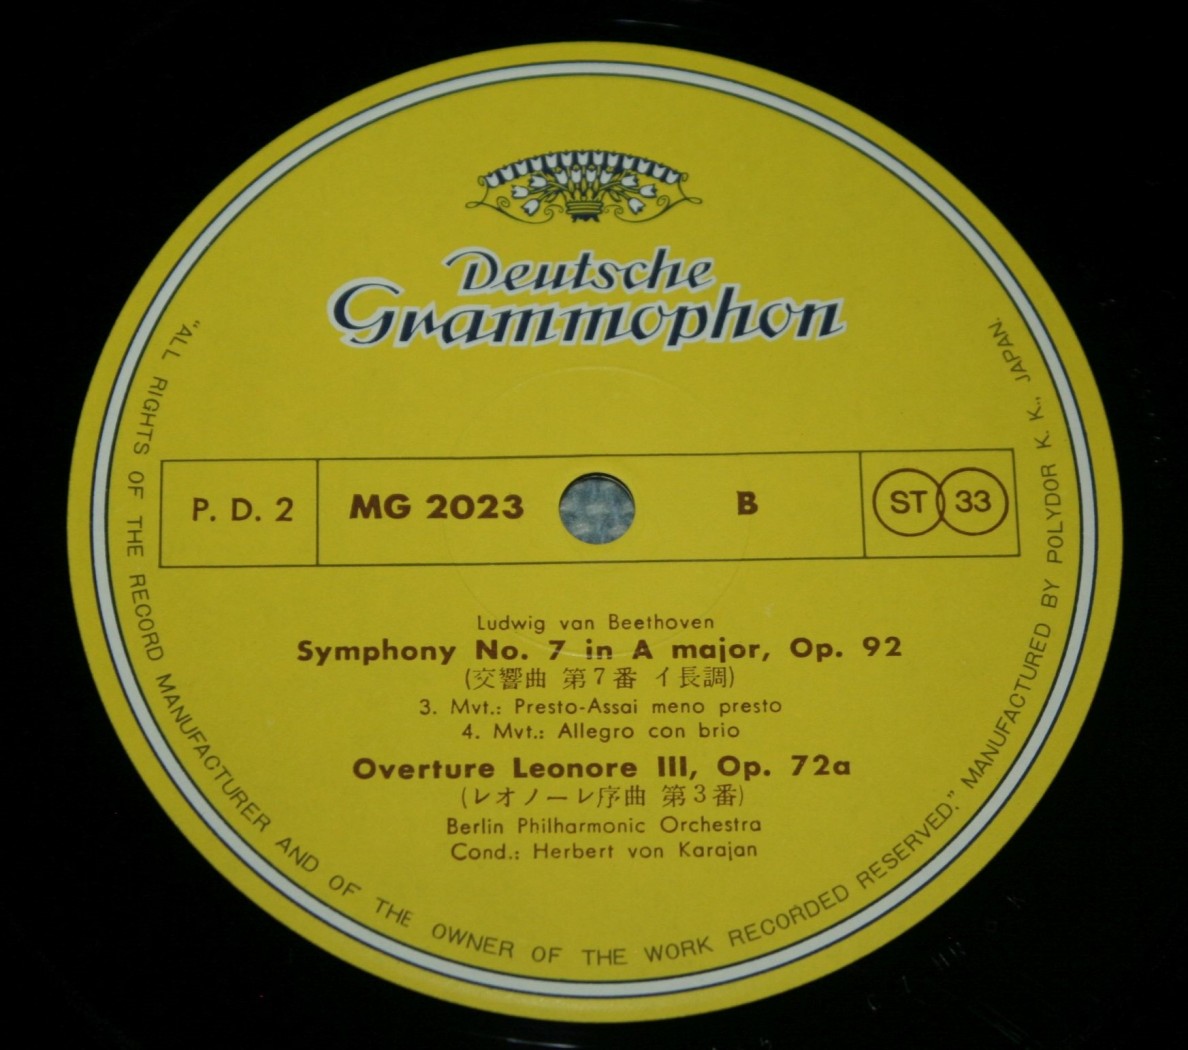 Deutsche
Grammophon
P. D. 2 MG 2023 B ST 33
Ludwig van Beethoven
Symphony No. 7 in A major, Op. 92
(交響曲 第7番 イ長調)
3. Mvt.: Presto-Assai meno presto
4. Mvt.: Allegro con brio
Overture Leonore III, Op. 72a
(レオノーレ序曲 第3番)
Berlin Philharmonic Orchestra
Cond.: Herbert von Karajan
"ALL RIGHTS OF THE RECORD MANUFACTURER AND OF THE OWNER OF THE WORK RECORDED RESERVED." MANUFACTURED BY POLYDOR K. K., JAPAN.